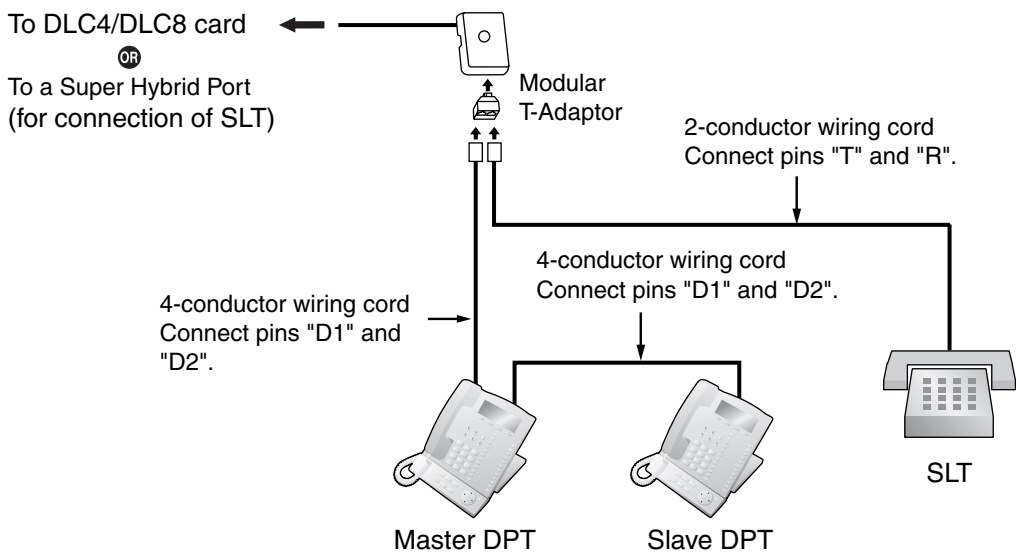 To DLC4/DLC8 card
OR
To a Super Hybrid Port
(for connection of SLT)
Modular
T-Adaptor
2-conductor wiring cord
Connect pins "T" and "R".
4-conductor wiring cord
Connect pins "D1" and "D2".
4-conductor wiring cord
Connect pins "D1" and
"D2".
SLT
Master DPT
Slave DPT